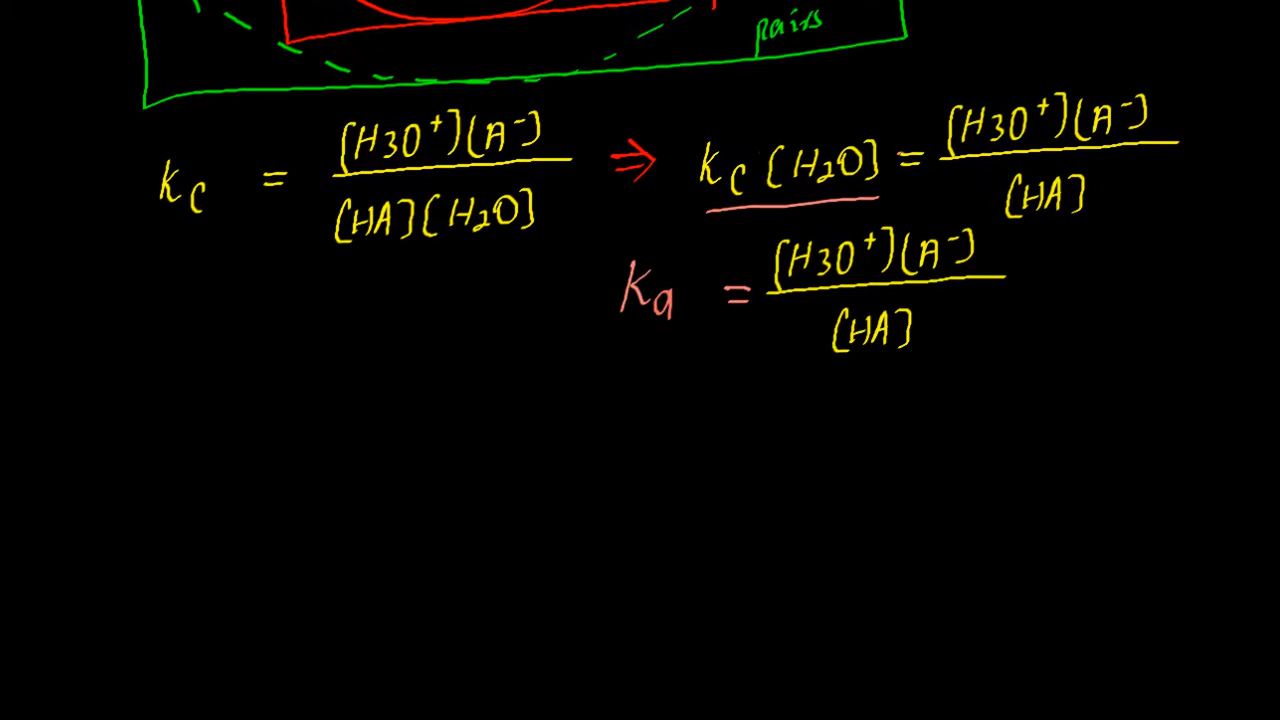 pairs
Kc = [H3O+](A-] / [HA][H2O] ⇒ Kc [H2O] = [H3O+](A-] / [HA]
Ka = [H3O+](A-] / [HA]